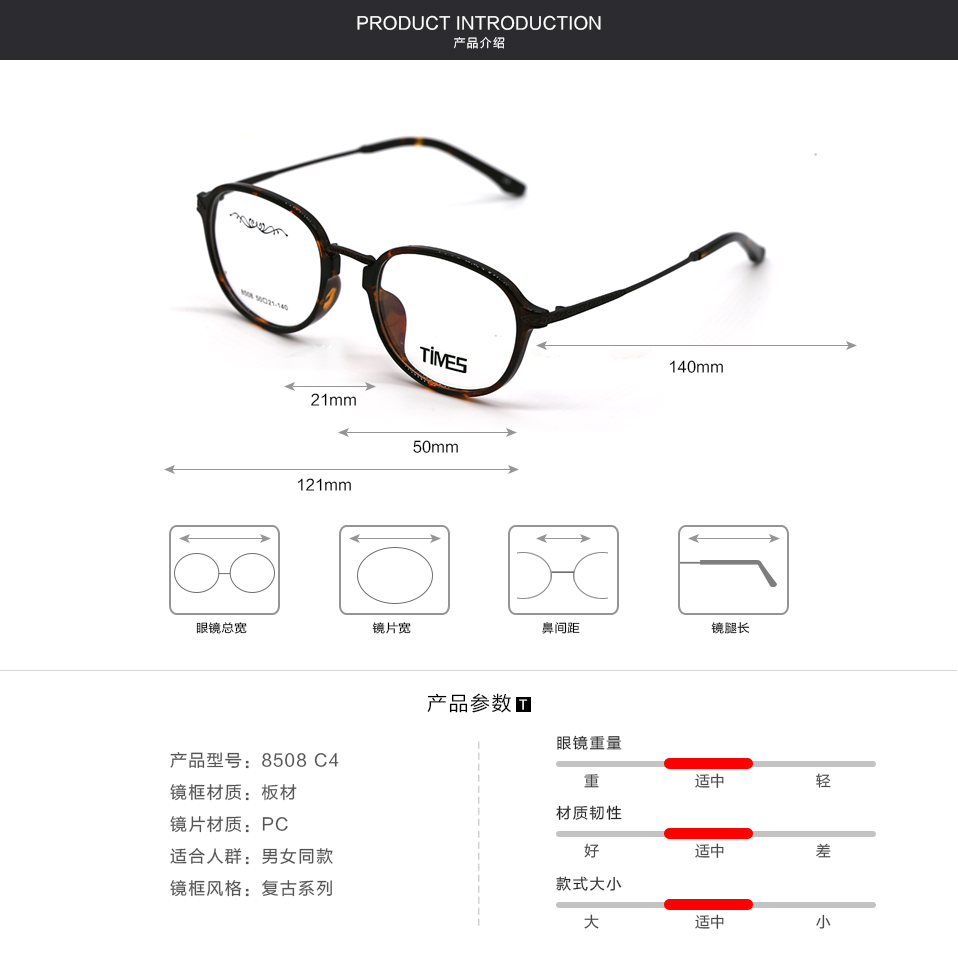 PRODUCT INTRODUCTION
产品介绍
8508 50□21-140
TiMES
140mm
21mm
50mm
121mm
眼镜总宽
镜片宽
鼻间距
镜腿长
产品参数 T
产品型号：8508 C4
镜框材质：板材
镜片材质：PC
适合人群：男女同款
镜框风格：复古系列
眼镜重量
重 适中 轻
材质韧性
好 适中 差
款式大小
大 适中 小